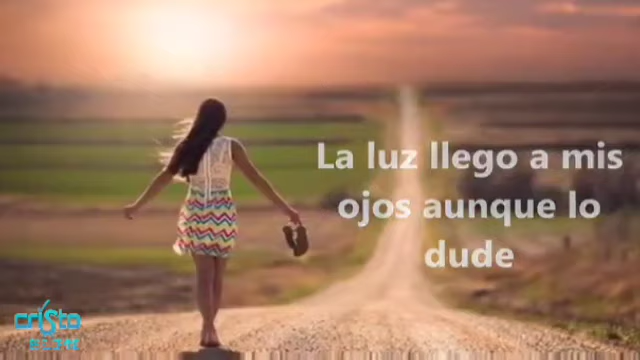 La luz llego a mis
ojos aunque lo
dude
cristo